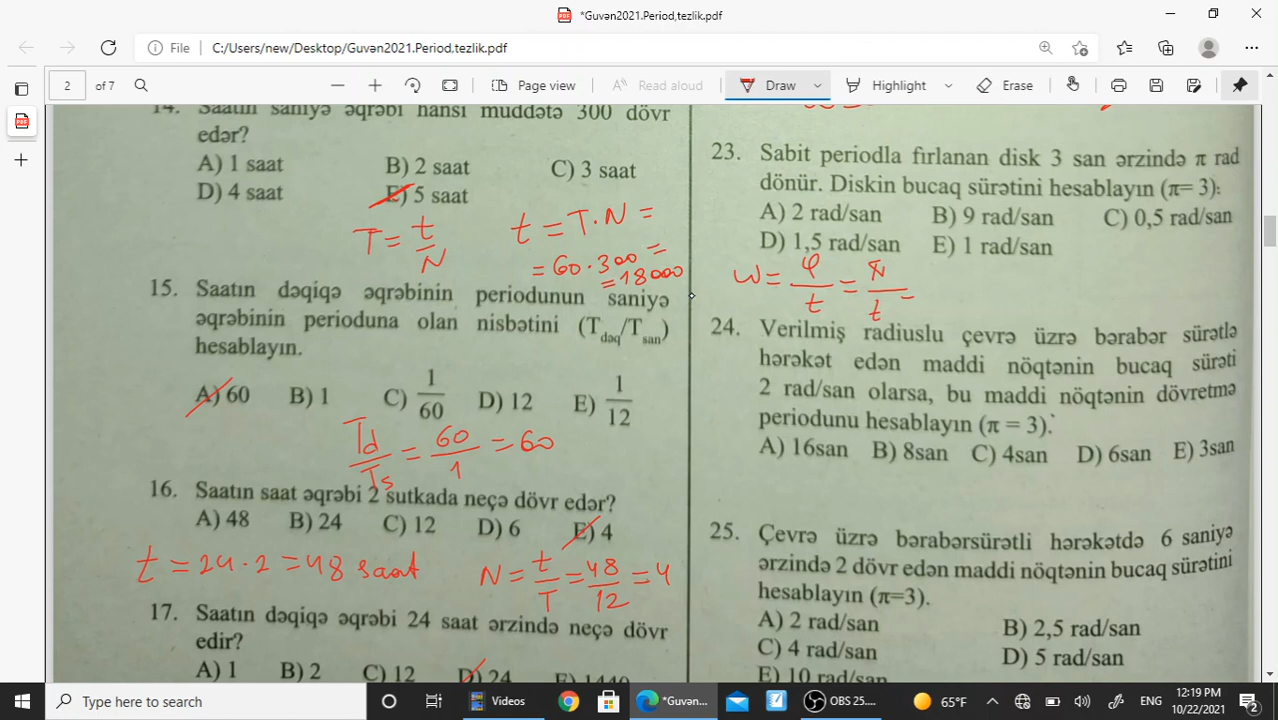 *Guvən2021.Period,tezlik.pdf
File C:/Users/new/Desktop/Guvən2021.Period.tezlik.pdf
2 of 7 Page view Read aloud Draw Highlight Erase
14. Saatın saniyə əqrəbi hansı müddətə 300 dövr
edər?
A) 1 saat B) 2 saat C) 3 saat
D) 4 saat E) 5 saat
T = t/N t = T·N =
= 60·300 =
= 18000
15. Saatın dəqiqə əqrəbinin periodunun saniyə
əqrəbinin perioduna olan nisbətini (Tdəq/Tsan)
hesablayın.
A) 60 B) 1 C) 1/60 D) 12 E) 1/12
Td/Ts = 60/1 = 60
16. Saatın saat əqrəbi 2 sutkada neçə dövr edər?
A) 48 B) 24 C) 12 D) 6 E) 4
t = 24·2 = 48 saat N = t/T = 48/12 = 4
17. Saatın dəqiqə əqrəbi 24 saat ərzində neçə dövr
edir?
A) 1 B) 2 C) 12 D) 24 E) 1440
23. Sabit periodla fırlanan disk 3 san ərzində π rad
dönür. Diskin bucaq sürətini hesablayın (π= 3):
A) 2 rad/san B) 9 rad/san C) 0,5 rad/san
D) 1,5 rad/san E) 1 rad/san
ω = φ/t = π/t =
24. Verilmiş radiuslu çevrə üzrə bərabər sürətlə
hərəkət edən maddi nöqtənin bucaq sürəti
2 rad/san olarsa, bu maddi nöqtənin dövretmə
periodunu hesablayın (π = 3).
A) 16san B) 8san C) 4san D) 6san E) 3san
25. Çevrə üzrə bərabərsürətli hərəkətdə 6 saniyə
ərzində 2 dövr edən maddi nöqtənin bucaq sürətini
hesablayın (π=3).
A) 2 rad/san B) 2,5 rad/san
C) 4 rad/san D) 5 rad/san
E) 10 rad/san
Type here to search Videos *Guvən... OBS 25.... 65°F ENG 12:19 PM
10/22/2021 2